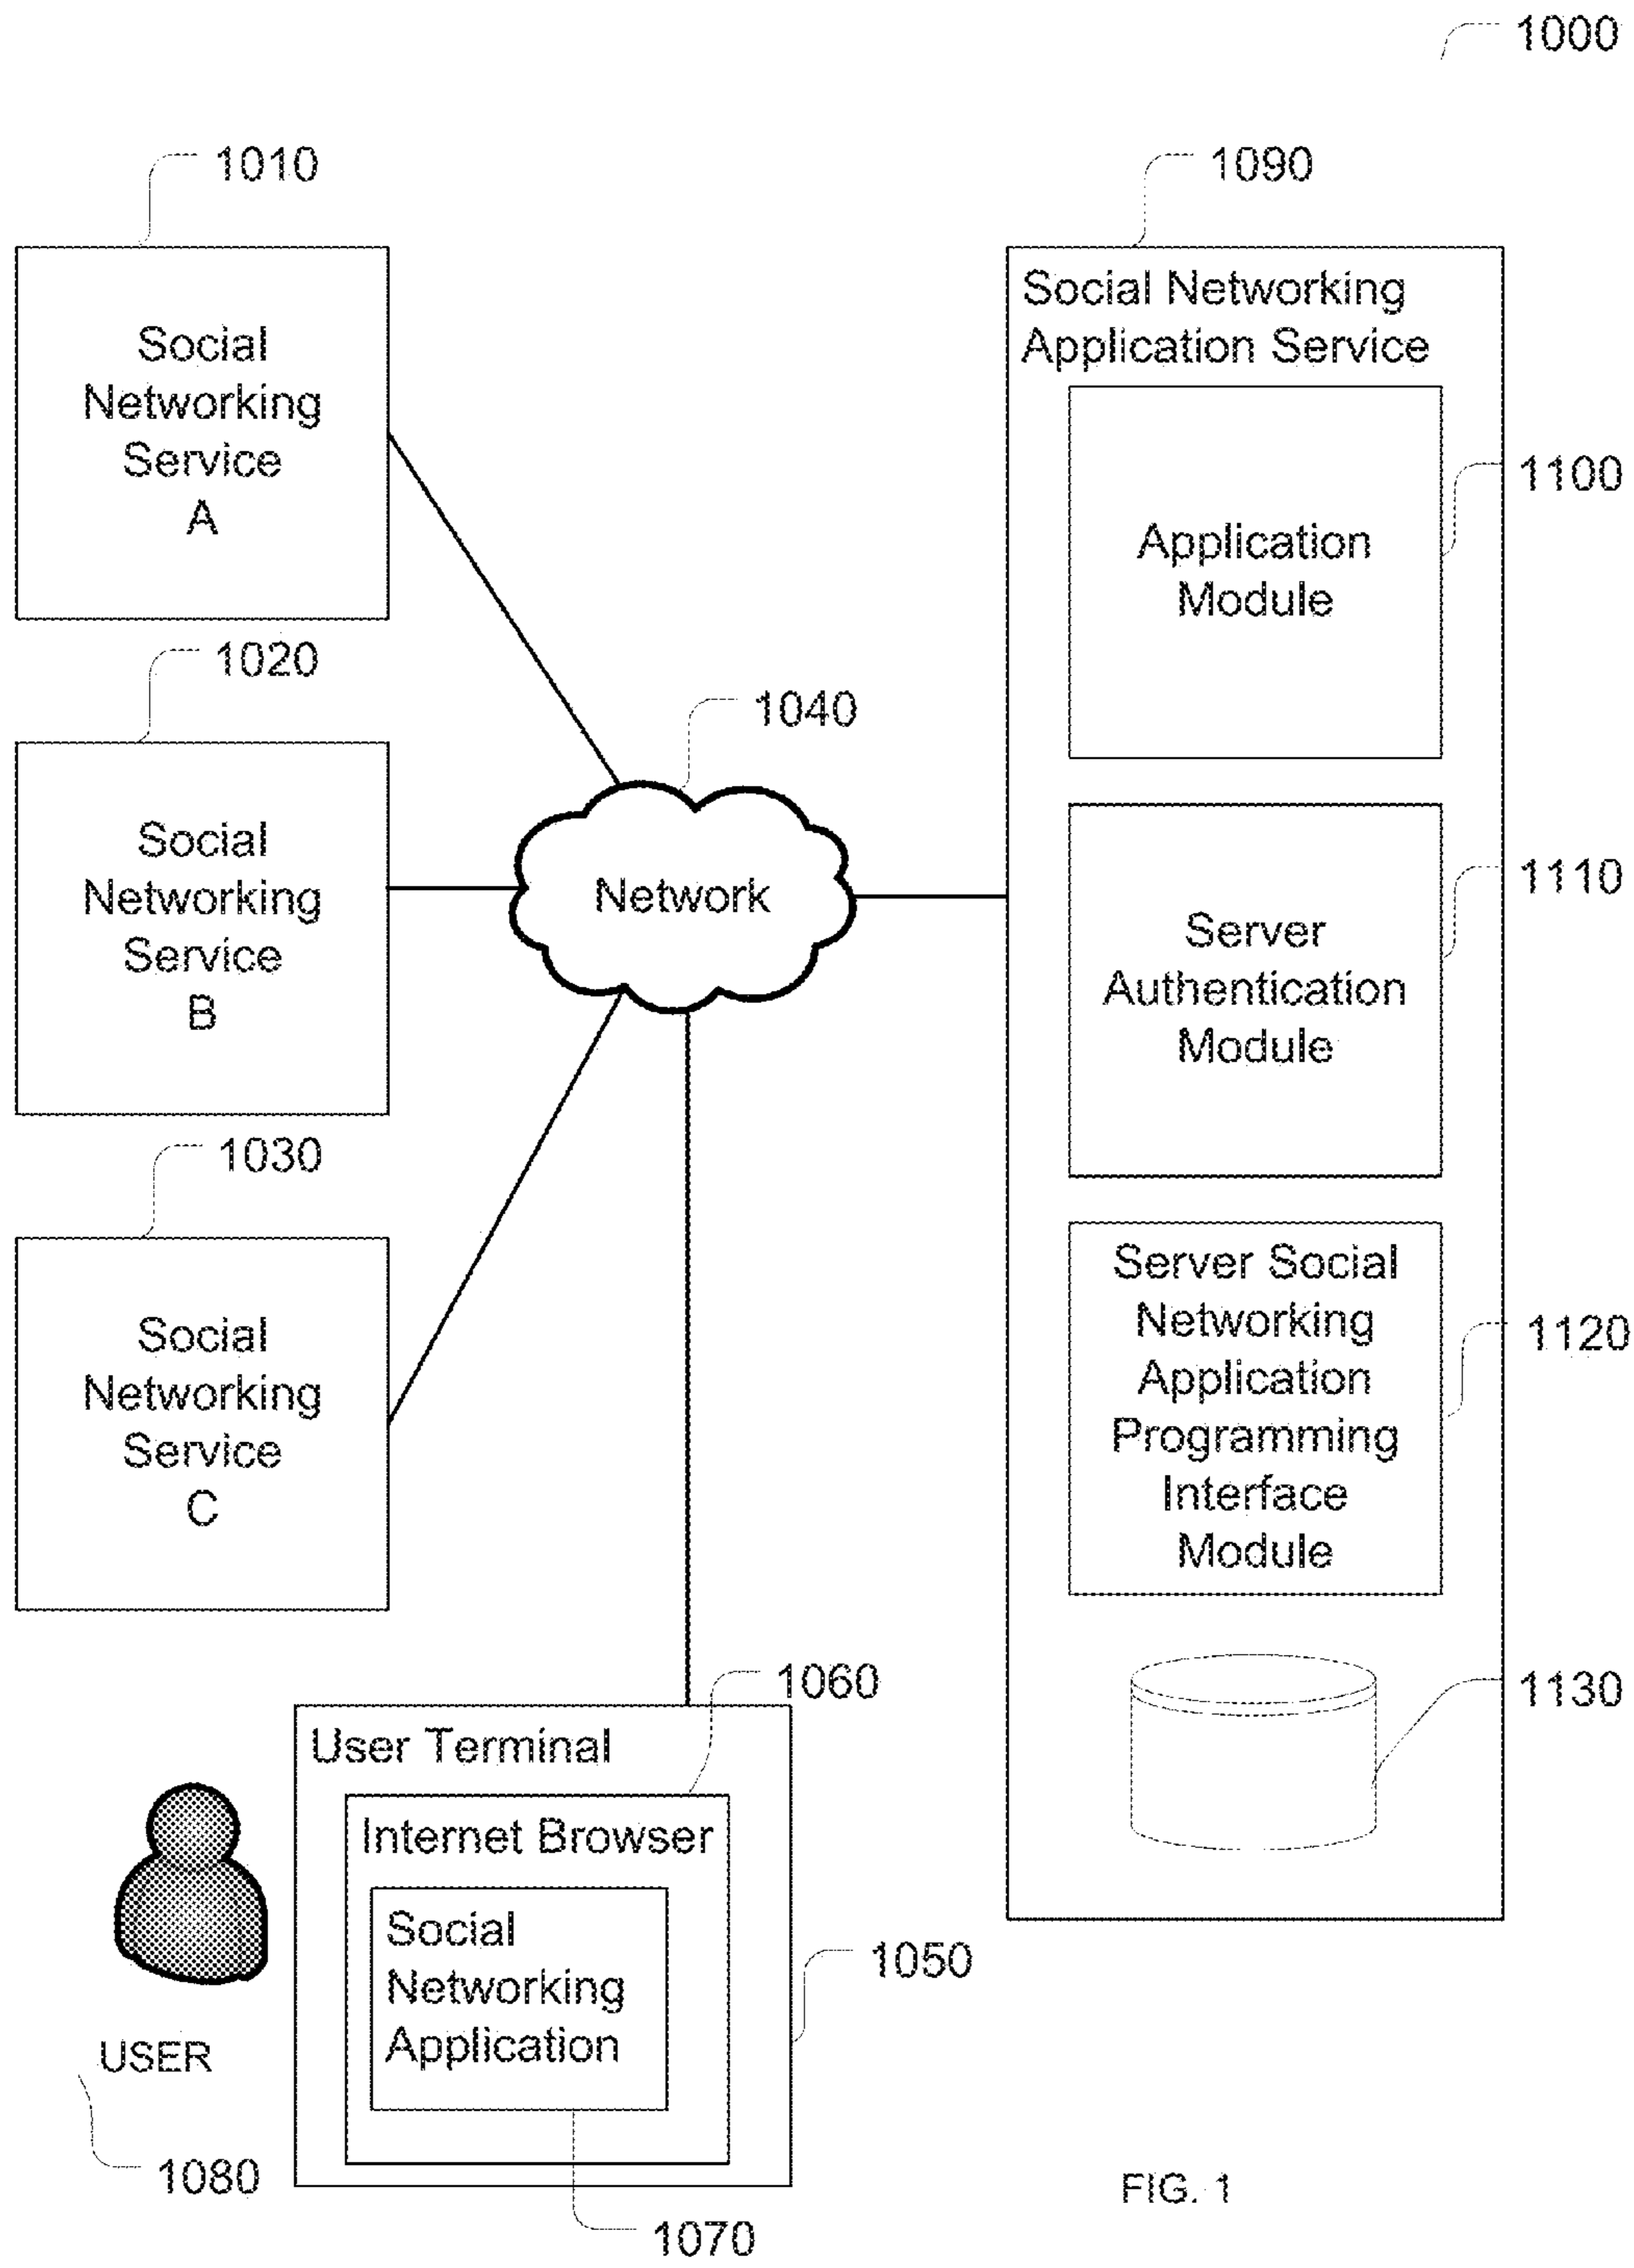 1000
1010
Social
Networking
Service
A
1020
Social
Networking
Service
B
1030
Social
Networking
Service
C
1040
Network
1090
Social Networking
Application Service
Application
Module
1100
Server
Authentication
Module
1110
Server Social
Networking
Application
Programming
Interface
Module
1120
1130
1060
User Terminal
Internet Browser
Social
Networking
Application
1050
1070
USER
1080
FIG. 1